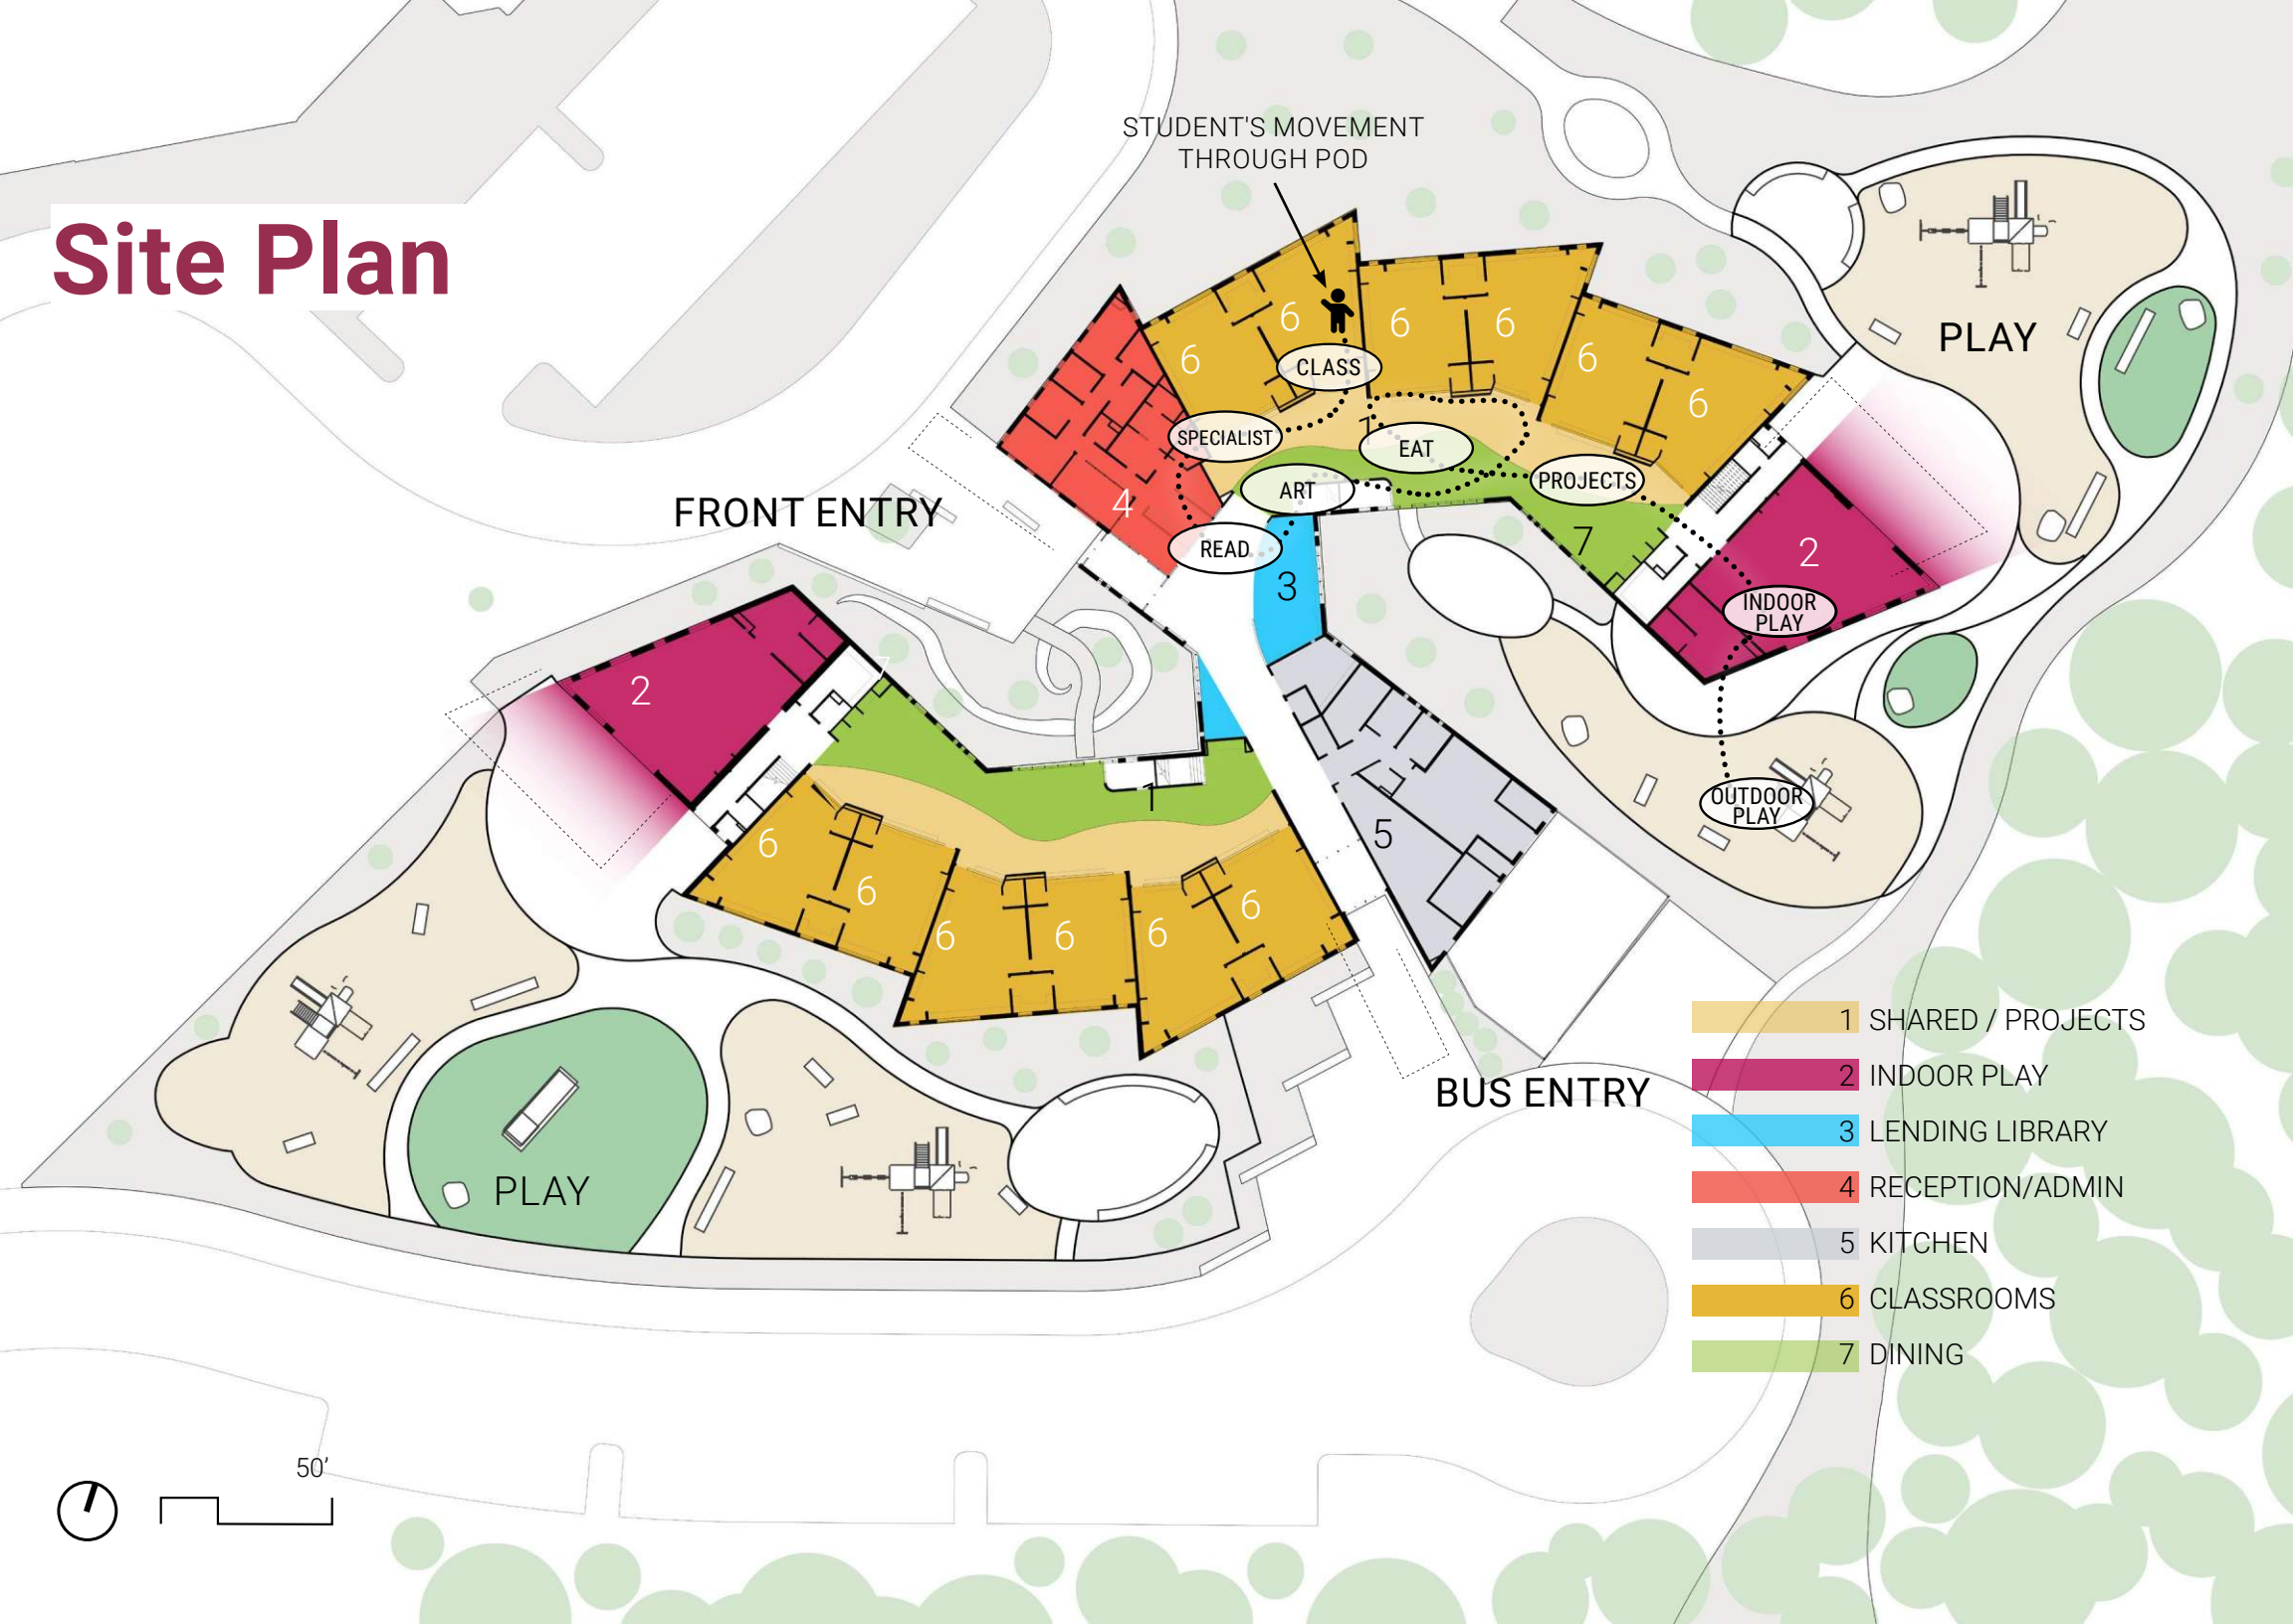 Site Plan
STUDENT'S MOVEMENT
THROUGH POD
PLAY
6
6
6
6
6
6
CLASS
SPECIALIST
1
EAT
ART
PROJECTS
FRONT ENTRY
4
READ
7
2
3
INDOOR
PLAY
7
2
OUTDOOR
PLAY
1
5
6
6
6
6
6
6
BUS ENTRY
PLAY
1 SHARED / PROJECTS
2 INDOOR PLAY
3 LENDING LIBRARY
4 RECEPTION/ADMIN
5 KITCHEN
6 CLASSROOMS
7 DINING
50'